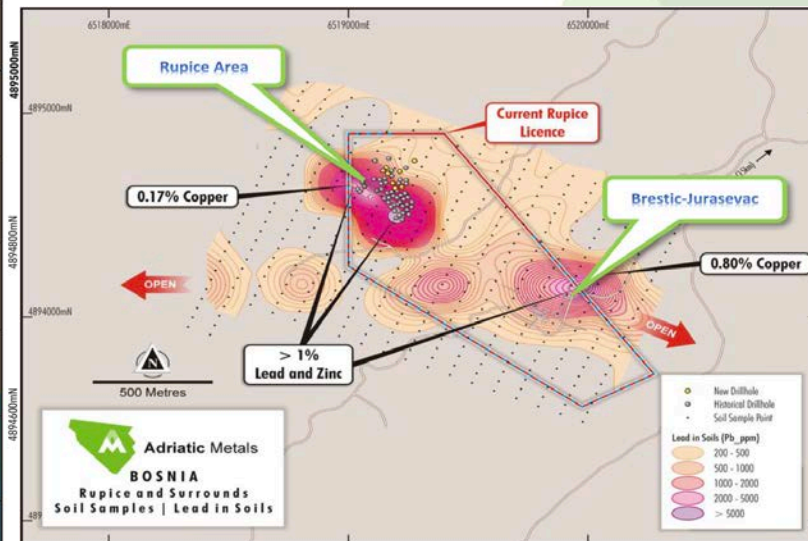 6518000mE
6519000mE
6520000mE
4895000mN
4895000mN
Rupice Area
Current Rupice
Licence
0.17% Copper
Brestic-Jurasevac
4894800mN
0.80% Copper
OPEN
4894000mN
OPEN
> 1%
Lead and Zinc
N
500 Metres
4894600mN
New Drillhole
Historical Drillhole
Soil Sample Point
Lead in Soils (Pb_ppm)
200 - 500
500 - 1000
1000 - 2000
2000 - 5000
> 5000
Adriatic Metals
BOSNIA
Rupice and Surrounds
Soil Samples | Lead in Soils